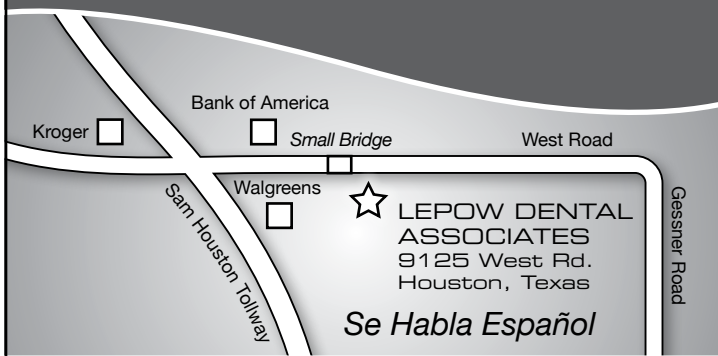 Bank of America
Kroger
Small Bridge
West Road
Walgreens
Sam Houston Tollway
Gessner Road
LEPOW DENTAL
ASSOCIATES
9125 West Rd.
Houston, Texas
Se Habla Español